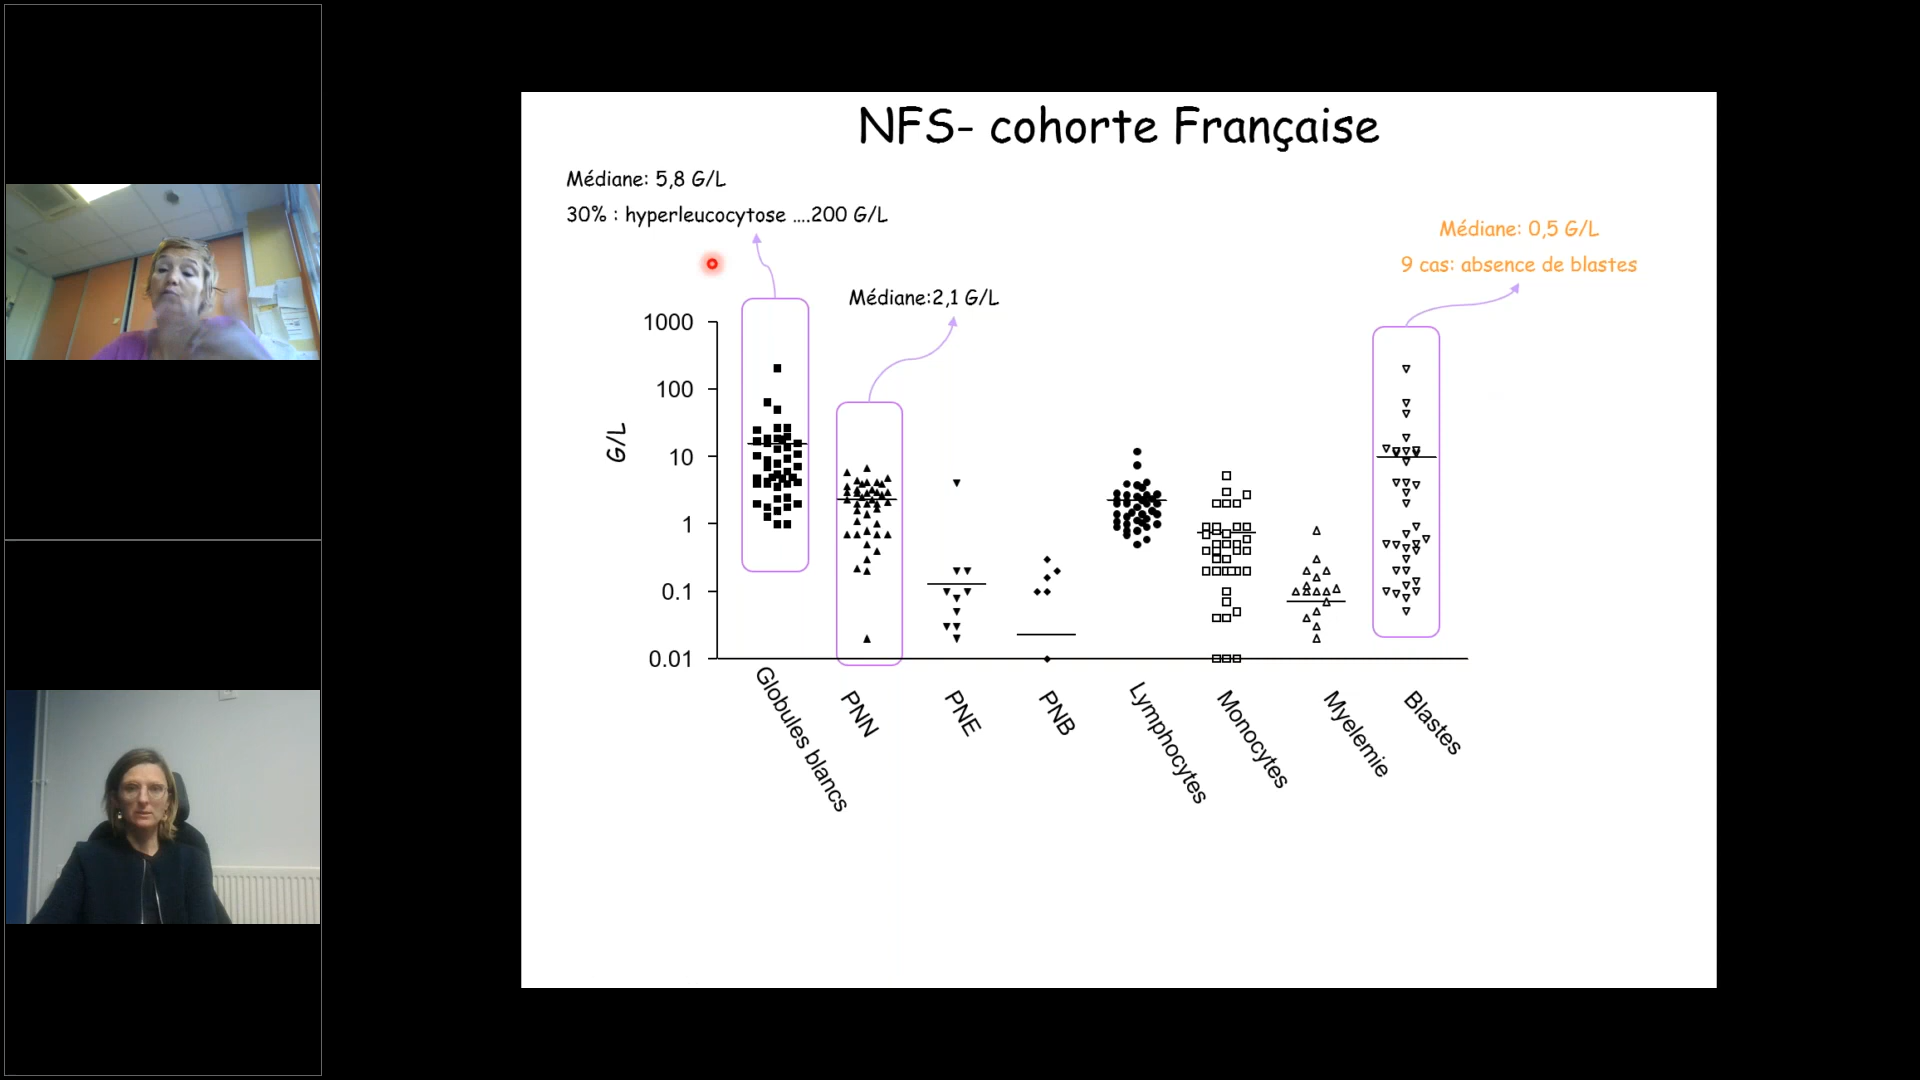 NFS- cohorte Française
Médiane: 5,8 G/L
30% : hyperleucocytose ....200 G/L
Médiane: 0,5 G/L
9 cas: absence de blastes
Médiane:2,1 G/L
1000
100
10
1
0.1
0.01
G/L
Globules blancs
PNN
PNE
PNB
Lymphocytes
Monocytes
Myelemie
Blastes